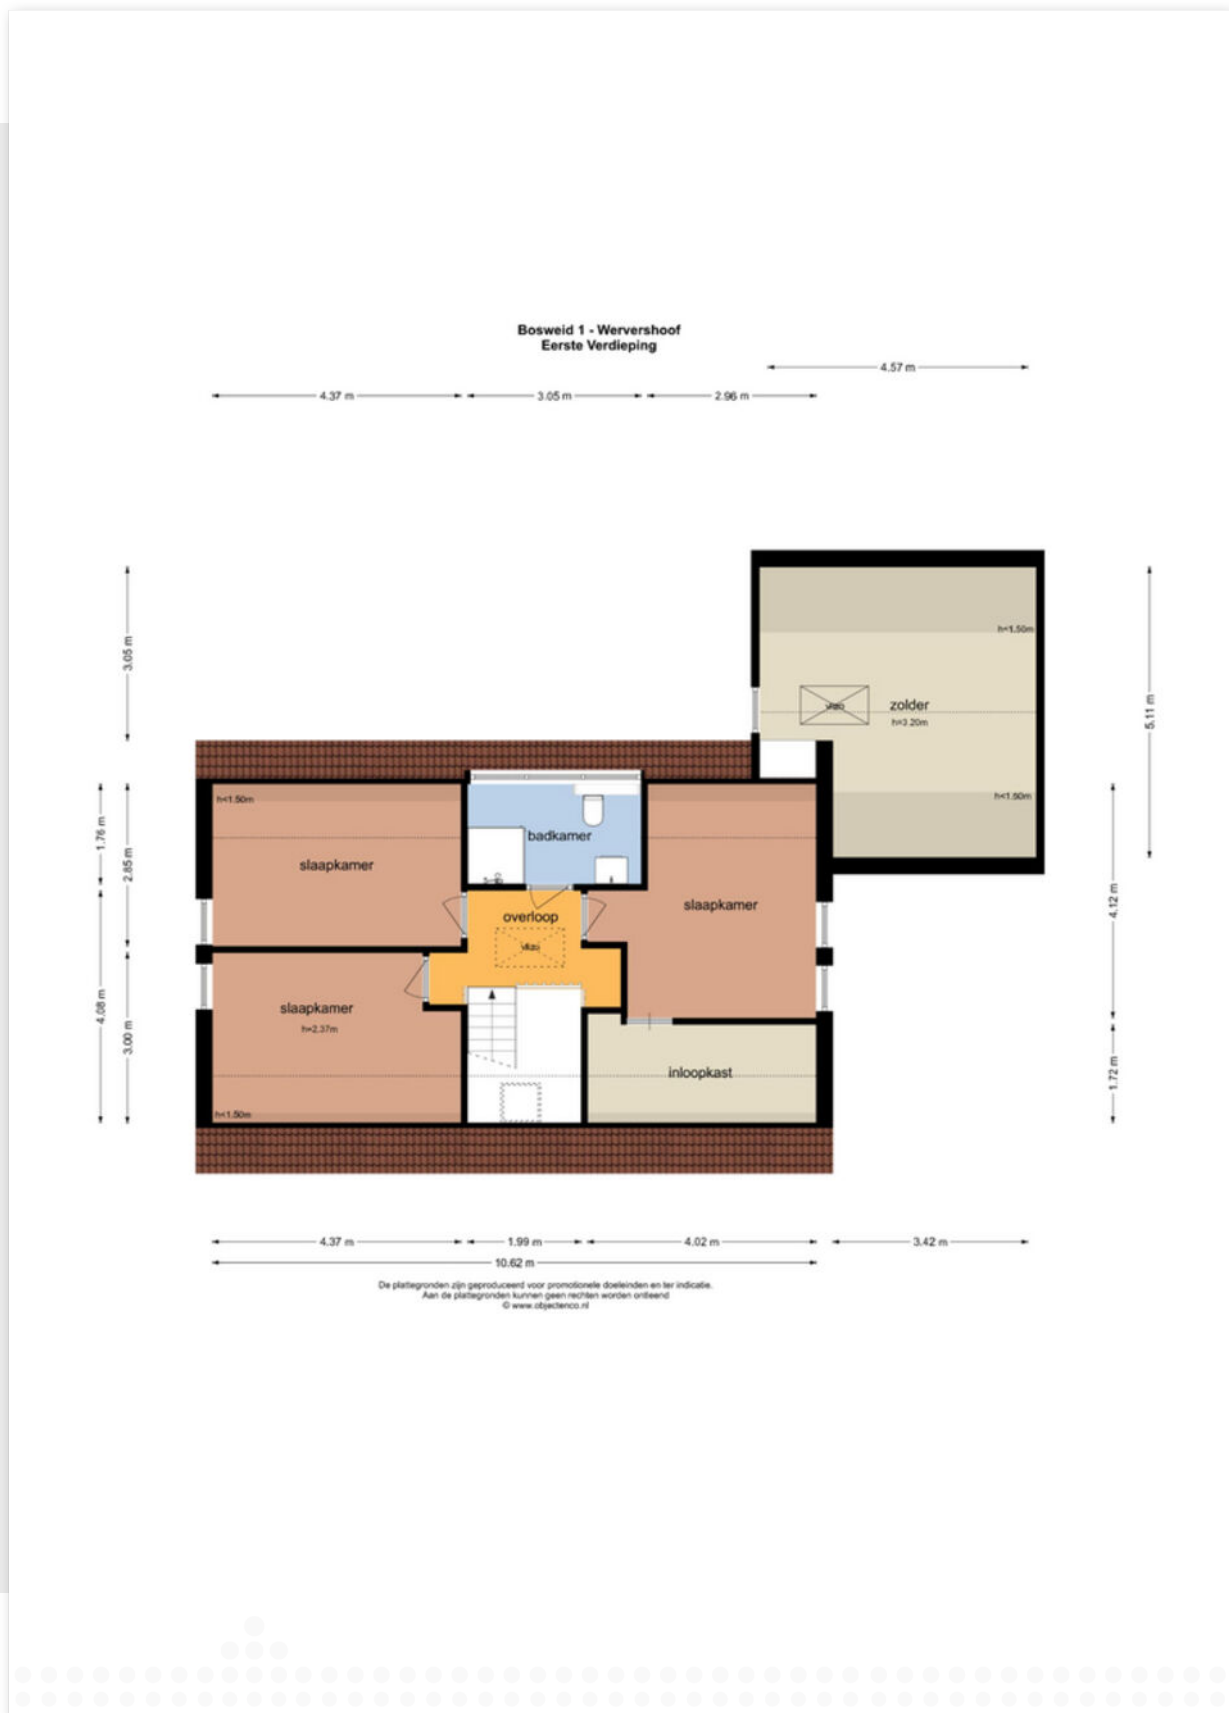 Bosweid 1 - Wervershoof
Eerste Verdieping
4.57 m
4.37 m
3.05 m
2.96 m
3.05 m
h<1.50m
vlizo
zolder
h=3.20m
5.11 m
h<1.50m
h<1.50m
1.76 m
2.85 m
badkamer
slaapkamer
slaapkamer
4.12 m
overloop
vlizo
4.08 m
3.00 m
slaapkamer
h=2.37m
inloopkast
1.72 m
h<1.50m
4.37 m
1.99 m
4.02 m
3.42 m
10.62 m
De plattegronden zijn geproduceerd voor promotionele doeleinden en ter indicatie.
Aan de plattegronden kunnen geen rechten worden ontleend
© www.objectenco.nl